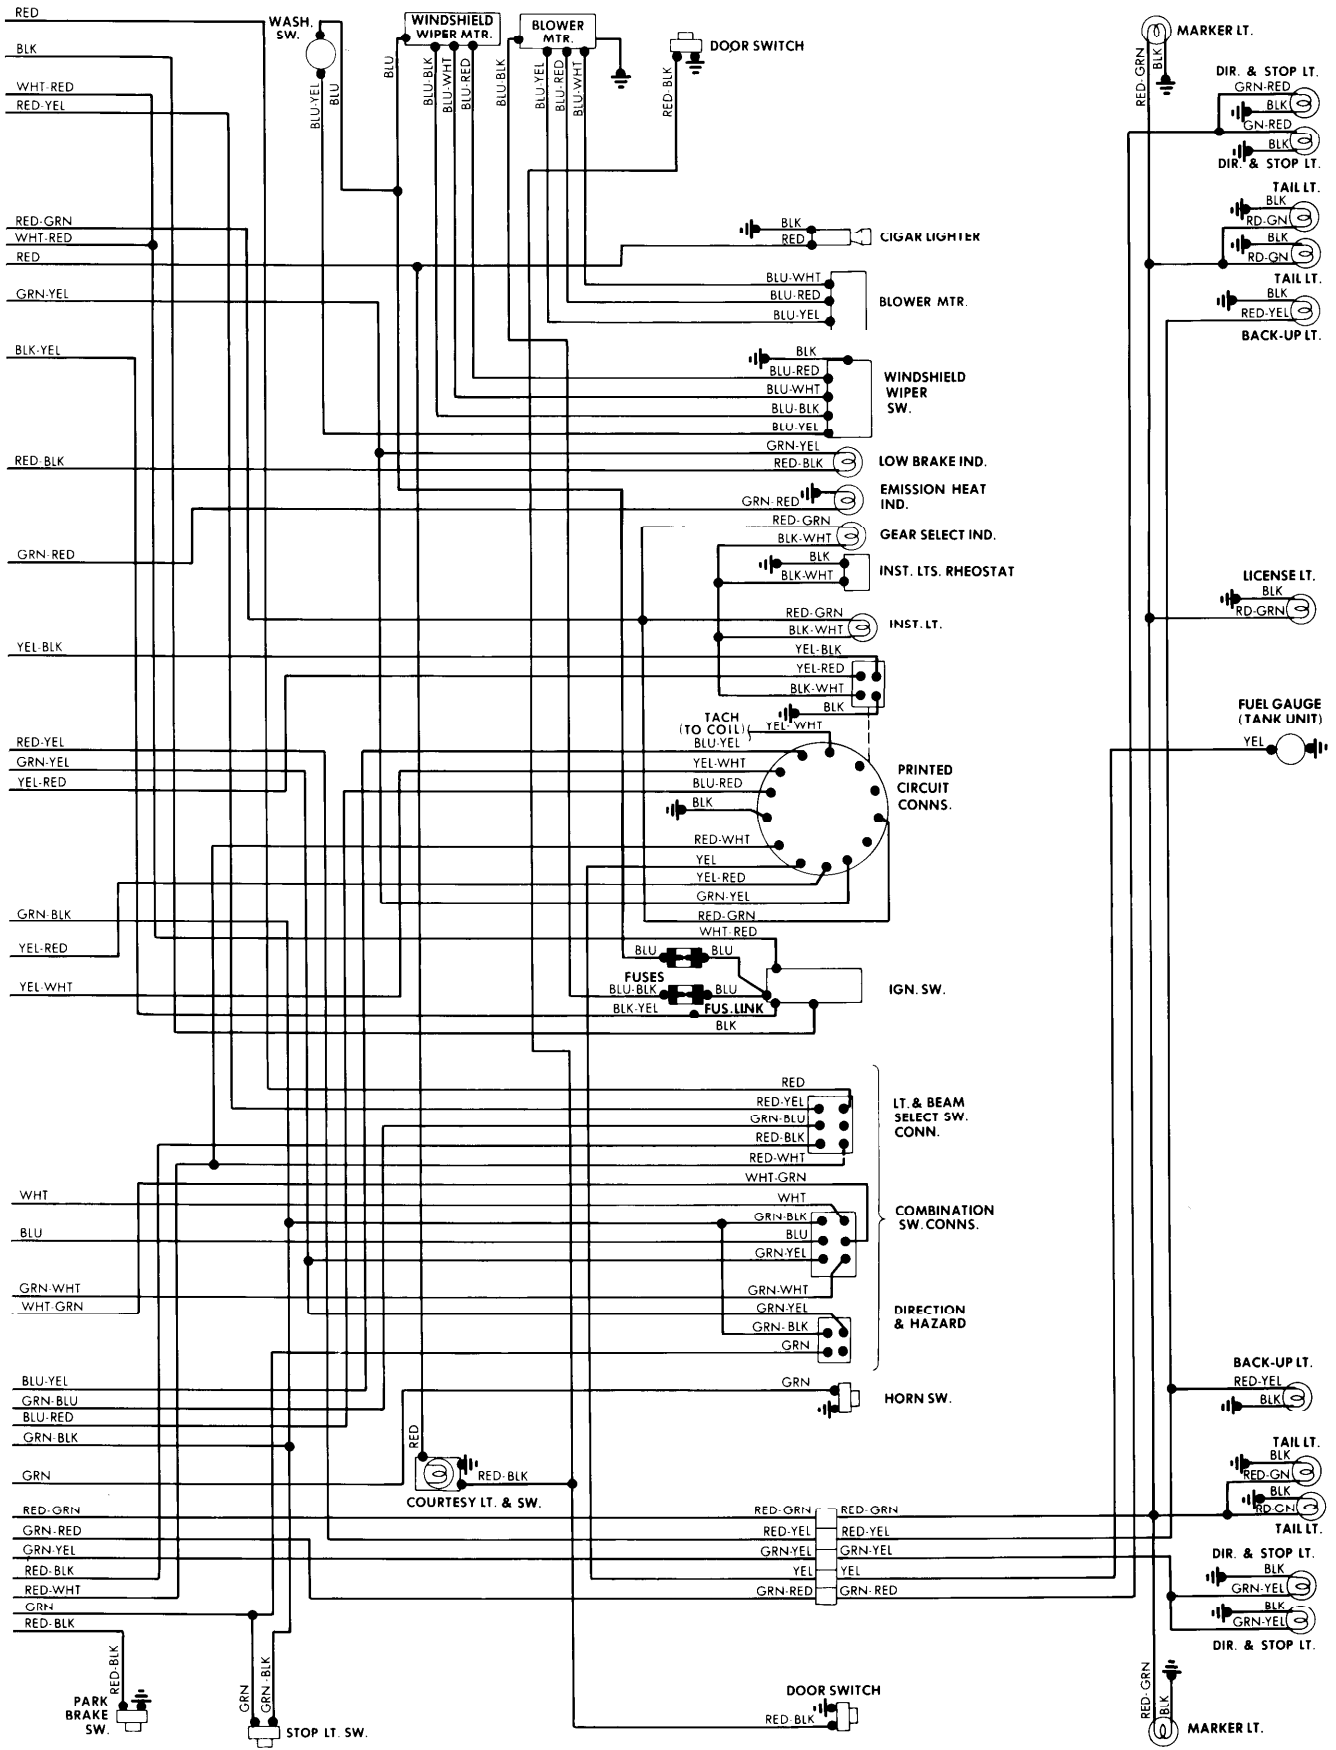 RED
WASH.
SW.
WINDSHIELD
WIPER MTR.
BLOWER
MTR.
DOOR SWITCH
MARKER LT.
BLK
WHT-RED
RED-YEL
BLU-YEL
BLU
BLU
BLU-BLK
BLU-WHT
BLU-RED
BLU-BLK
BLU-YEL
BLU-RED
BLU-WHT
RED-BLK
RED-GRN
BLK
DIR. & STOP LT.
GRN-RED
BLK
GN-RED
BLK
DIR. & STOP LT.
TAIL LT.
BLK
RD-GN
BLK
RD-GN
TAIL LT.
BLK
RED-YEL
BACK-UP LT.
RED-GRN
WHT-RED
RED
GRN-YEL
BLK-YEL
BLK
RED
CIGAR LIGHTER
BLU-WHT
BLU-RED
BLU-YEL
BLOWER MTR.
BLK
BLU-RED
BLU-WHT
BLU-BLK
BLU-YEL
WINDSHIELD
WIPER
SW.
GRN-YEL
RED-BLK
RED-BLK
LOW BRAKE IND.
GRN-RED
EMISSION HEAT
IND.
RED-GRN
BLK-WHT
GEAR SELECT IND.
GRN-RED
BLK
BLK-WHT
INST. LTS. RHEOSTAT
LICENSE LT.
BLK
RD-GRN
RED-GRN
BLK-WHT
INST. LT.
YEL-BLK
YEL-BLK
YEL-RED
BLK-WHT
BLK
TACH
(TO COIL)
YEL-WHT
FUEL GAUGE
(TANK UNIT)
YEL
RED-YEL
GRN-YEL
YEL-RED
BLU-YEL
YEL-WHT
BLU-RED
BLK
PRINTED
CIRCUIT
CONNS.
RED-WHT
YEL
YEL-RED
GRN-YEL
RED-GRN
WHT-RED
GRN-BLK
YEL-RED
YEL-WHT
BLU
BLU
FUSES
BLU-BLK
BLU
BLK-YEL
FUS. LINK
BLK
IGN. SW.
RED
RED-YEL
GRN-BLU
RED-BLK
RED-WHT
LT. & BEAM
SELECT SW.
CONN.
WHT-GRN
WHT
WHT
GRN-BLK
BLU
BLU
GRN-YEL
COMBINATION
SW. CONNS.
GRN-WHT
WHT-GRN
GRN-WHT
GRN-YEL
GRN-BLK
GRN
DIRECTION
& HAZARD
BLU-YEL
GRN-BLU
BLU-RED
GRN-BLK
GRN
GRN
HORN SW.
BACK-UP LT.
RED-YEL
BLK
RED
RED-BLK
COURTESY LT. & SW.
TAIL LT.
BLK
RED-GN
BLK
RD-GN
TAIL LT.
RED-GRN
GRN-RED
GRN-YEL
RED-BLK
RED-WHT
GRN
RED-BLK
RED-GRN
RED-GRN
RED-YEL
RED-YEL
GRN-YEL
GRN-YEL
YEL
YEL
GRN-RED
GRN-RED
DIR. & STOP LT.
BLK
GRN-YEL
BLK
GRN-YEL
DIR. & STOP LT.
RED-BLK
PARK
BRAKE
SW.
GRN
GRN-BLK
STOP LT. SW.
DOOR SWITCH
RED-BLK
RED-GRN
BLK
MARKER LT.